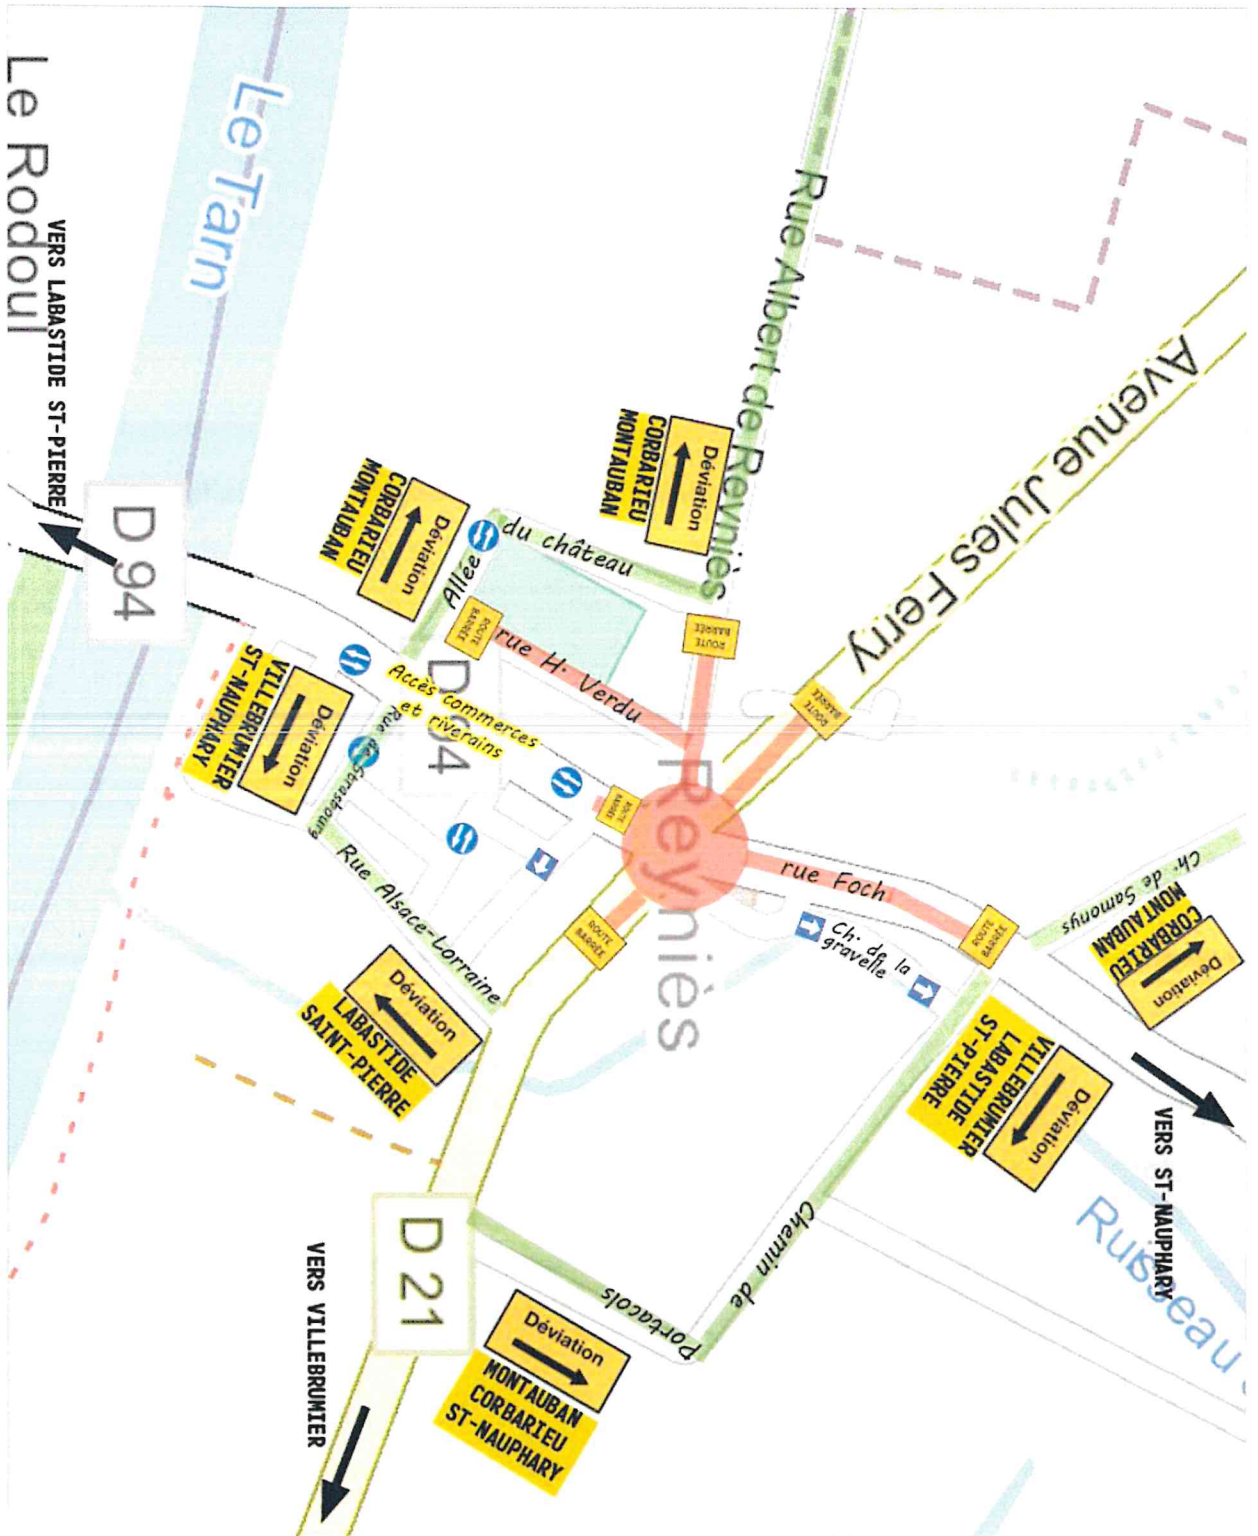 Le Rodoul
Le Tarn
VERS LABASTIDE ST-PIERRE
D 94
Rue Albert de Reyniès
Avenue Jules Ferry
Déviation
CORBARIEU
MONTAUBAN
Déviation
CORBARIEU
MONTAUBAN
Allée
du château
ROUTE
BARRÉE
rue H. Verdu
ROUTE
BARRÉE
ROUTE
BARRÉE
D 94
Accès commerces
et riverains
Rue de Strasbourg
Déviation
VILLEBRUMIER
ST-NAUPHARY
ROUTE
BARRÉE
Reyniès
rue Foch
Ch. de Samonys
Déviation
CORBARIEU
MONTAUBAN
ROUTE
BARRÉE
Ch. de la
gravelle
ROUTE
BARRÉE
Rue Alsace-Lorraine
Déviation
LABASTIDE
SAINT-PIERRE
Déviation
VILLEBRUMIER
LABASTIDE
ST-PIERRE
VERS ST-NAUPHARY
Ruisseau
Chemin de
Portacols
D 21
VERS VILLEBRUMIER
Déviation
MONTAUBAN
CORBARIEU
ST-NAUPHARY